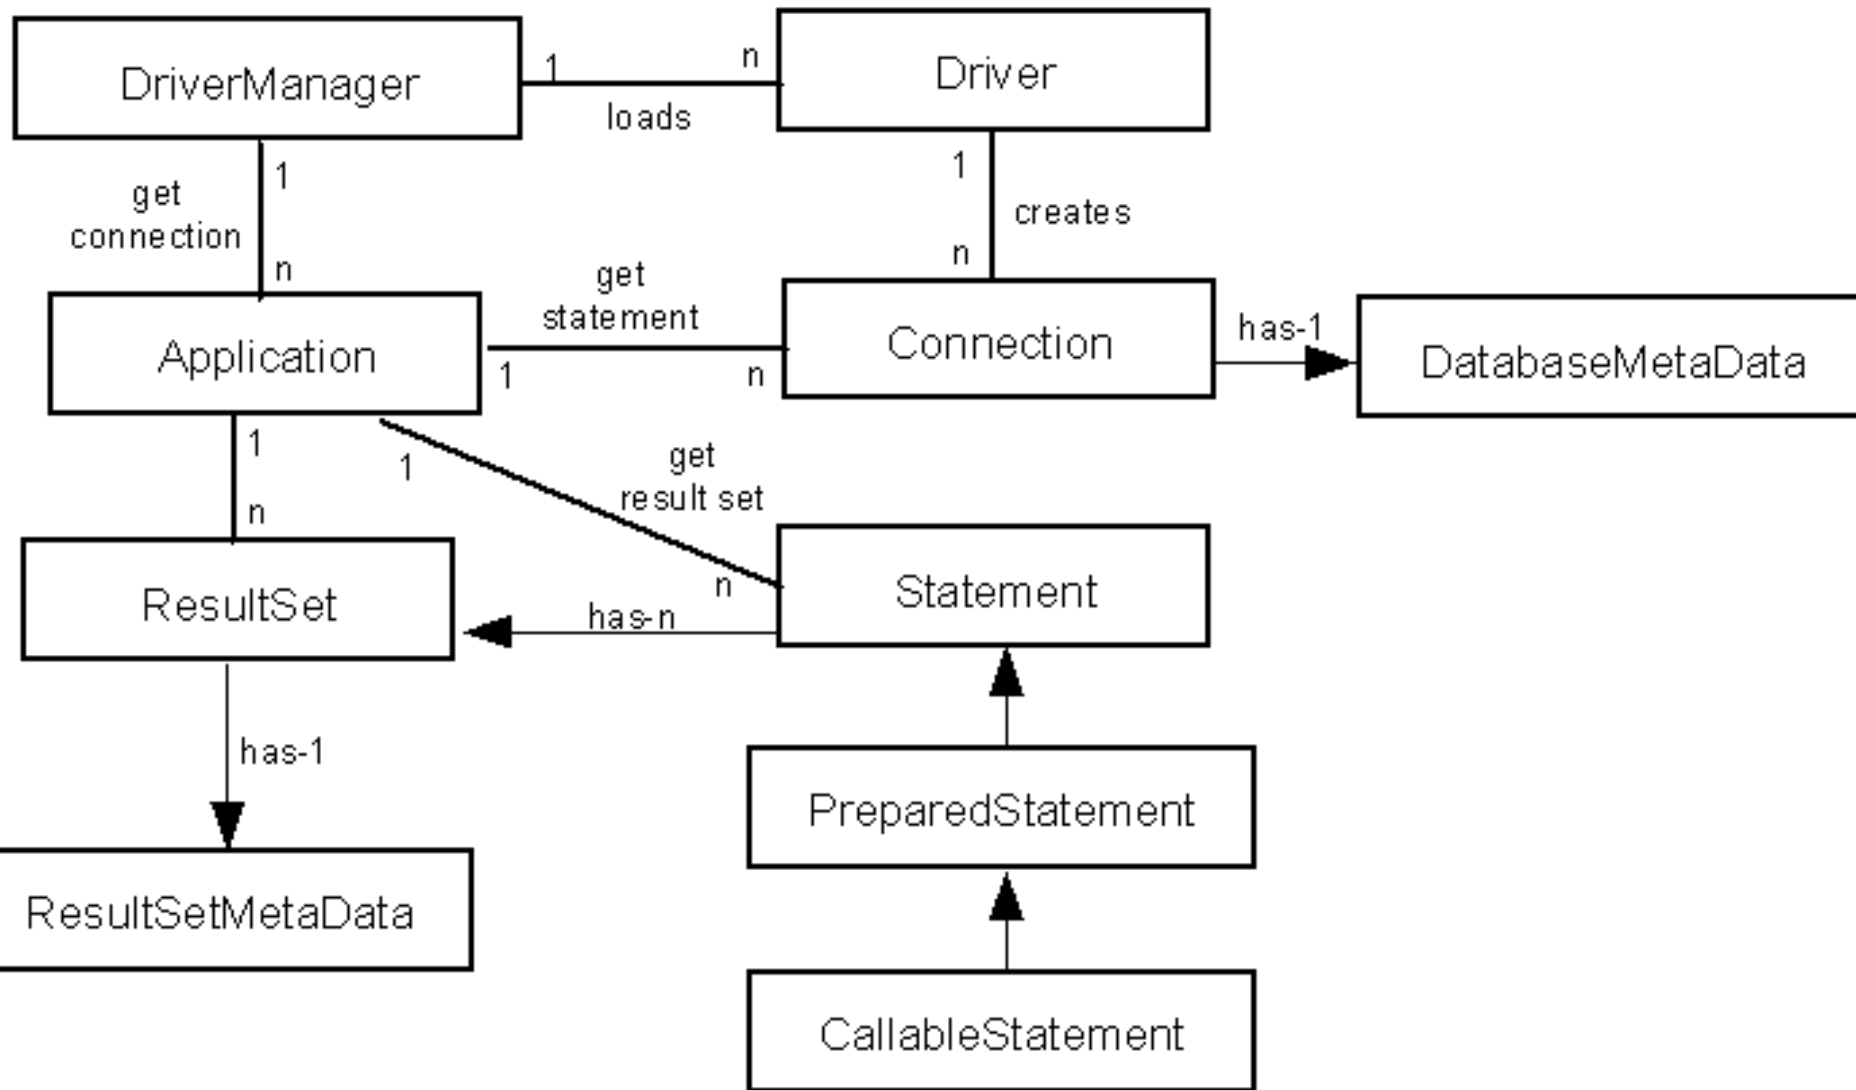 DriverManager
1
n
loads
Driver
get
connection
1
n
1
creates
n
Application
get
statement
1
n
Connection
has-1
DatabaseMetaData
1
n
1
get
result set
n
ResultSet
has-n
Statement
has-1
PreparedStatement
ResultSetMetaData
CallableStatement